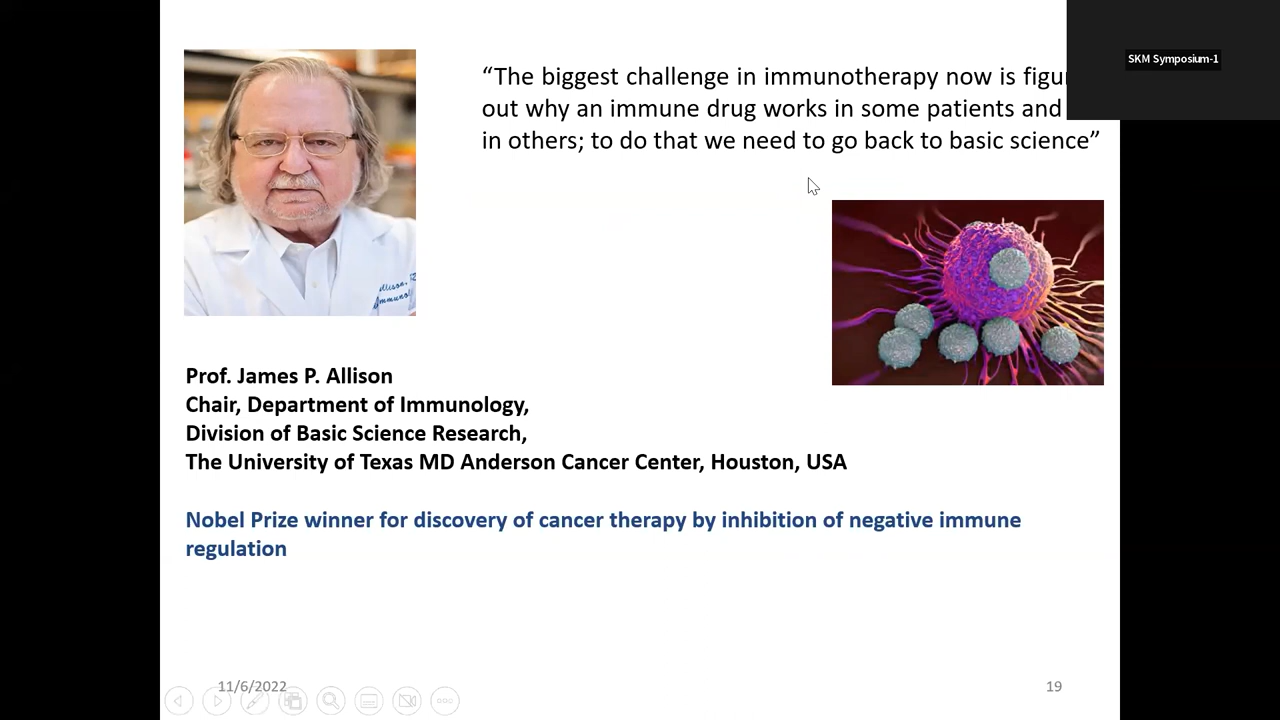 SKM Symposium-1
“The biggest challenge in immunotherapy now is
out why an immune drug works in some patients and
in others; to do that we need to go back to basic science”
Prof. James P. Allison
Chair, Department of Immunology,
Division of Basic Science Research,
The University of Texas MD Anderson Cancer Center, Houston, USA
Nobel Prize winner for discovery of cancer therapy by inhibition of negative immune
regulation
11/6/2022
19